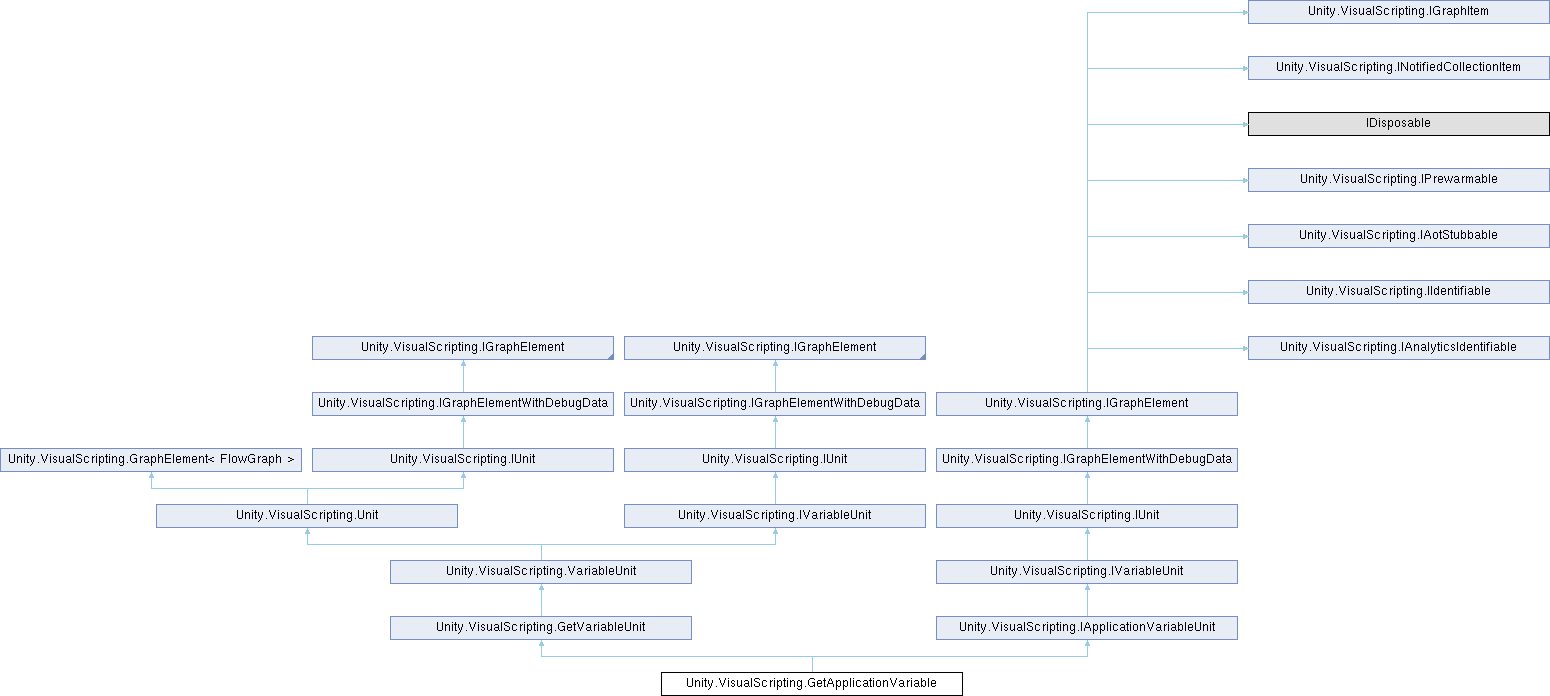 Unity.VisualScripting.IGraphItem
Unity.VisualScripting.INotifiedCollectionItem
IDisposable
Unity.VisualScripting.IPrewarmable
Unity.VisualScripting.IAotStubbable
Unity.VisualScripting.IIdentifiable
Unity.VisualScripting.IGraphElement
Unity.VisualScripting.IGraphElement
Unity.VisualScripting.IAnalyticsIdentifiable
Unity.VisualScripting.IGraphElementWithDebugData
Unity.VisualScripting.IGraphElementWithDebugData
Unity.VisualScripting.IGraphElement
Unity.VisualScripting.GraphElement< FlowGraph >
Unity.VisualScripting.IUnit
Unity.VisualScripting.IUnit
Unity.VisualScripting.IGraphElementWithDebugData
Unity.VisualScripting.Unit
Unity.VisualScripting.IVariableUnit
Unity.VisualScripting.IUnit
Unity.VisualScripting.VariableUnit
Unity.VisualScripting.IVariableUnit
Unity.VisualScripting.GetVariableUnit
Unity.VisualScripting.IApplicationVariableUnit
Unity.VisualScripting.GetApplicationVariable